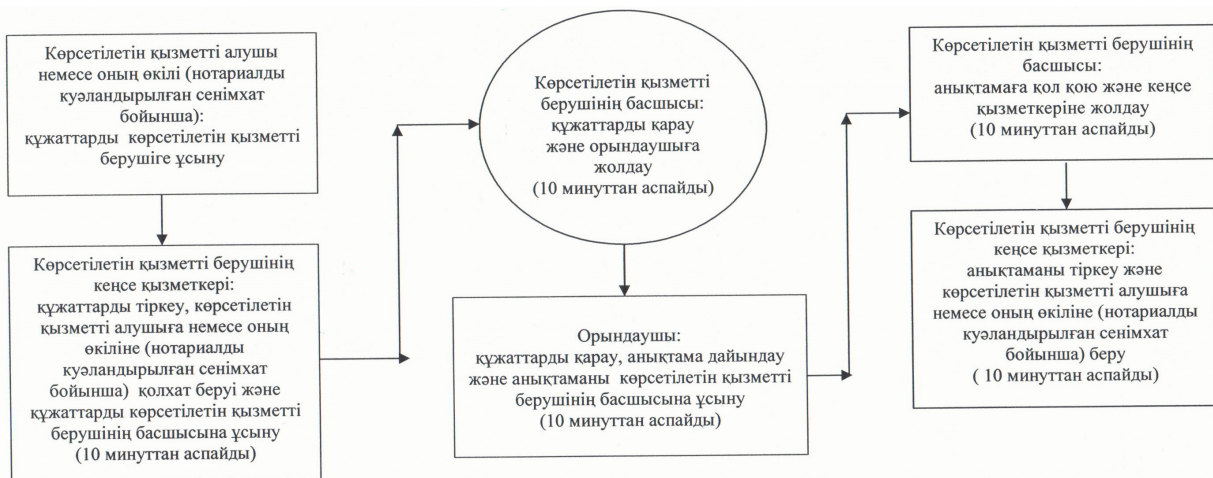 Көрсетілетін қызметті алушы
немесе оның өкілі (нотариалды
куәландырылған сенімхат
бойынша):
құжаттарды көрсетілетін қызметті
берушіге ұсыну
Көрсетілетін қызметті берушінің
кеңсе қызметкері:
құжаттарды тіркеу, көрсетілетін
қызметті алушыға немесе оның
өкіліне (нотариалды
куәландырылған сенімхат
бойынша) қолхат беруі және
құжаттарды көрсетілетін қызметті
берушінің басшысына ұсыну
(10 минуттан аспайды)
Көрсетілетін қызметті
берушінің басшысы:
құжаттарды қарау
және орындаушыға
жолдау
(10 минуттан аспайды)
Орындаушы:
құжаттарды қарау, анықтама дайындау
және анықтаманы көрсетілетін қызметті
берушінің басшысына ұсыну
(10 минуттан аспайды)
Көрсетілетін қызметті берушінің
басшысы:
анықтамаға қол қою және кеңсе
қызметкеріне жолдау
(10 минуттан аспайды)
Көрсетілетін қызметті берушінің
кеңсе қызметкері:
анықтаманы тіркеу және
көрсетілетін қызметті алушыға
немесе оның өкіліне (нотариалды
куәландырылған сенімхат
бойынша) беру
( 10 минуттан аспайды)